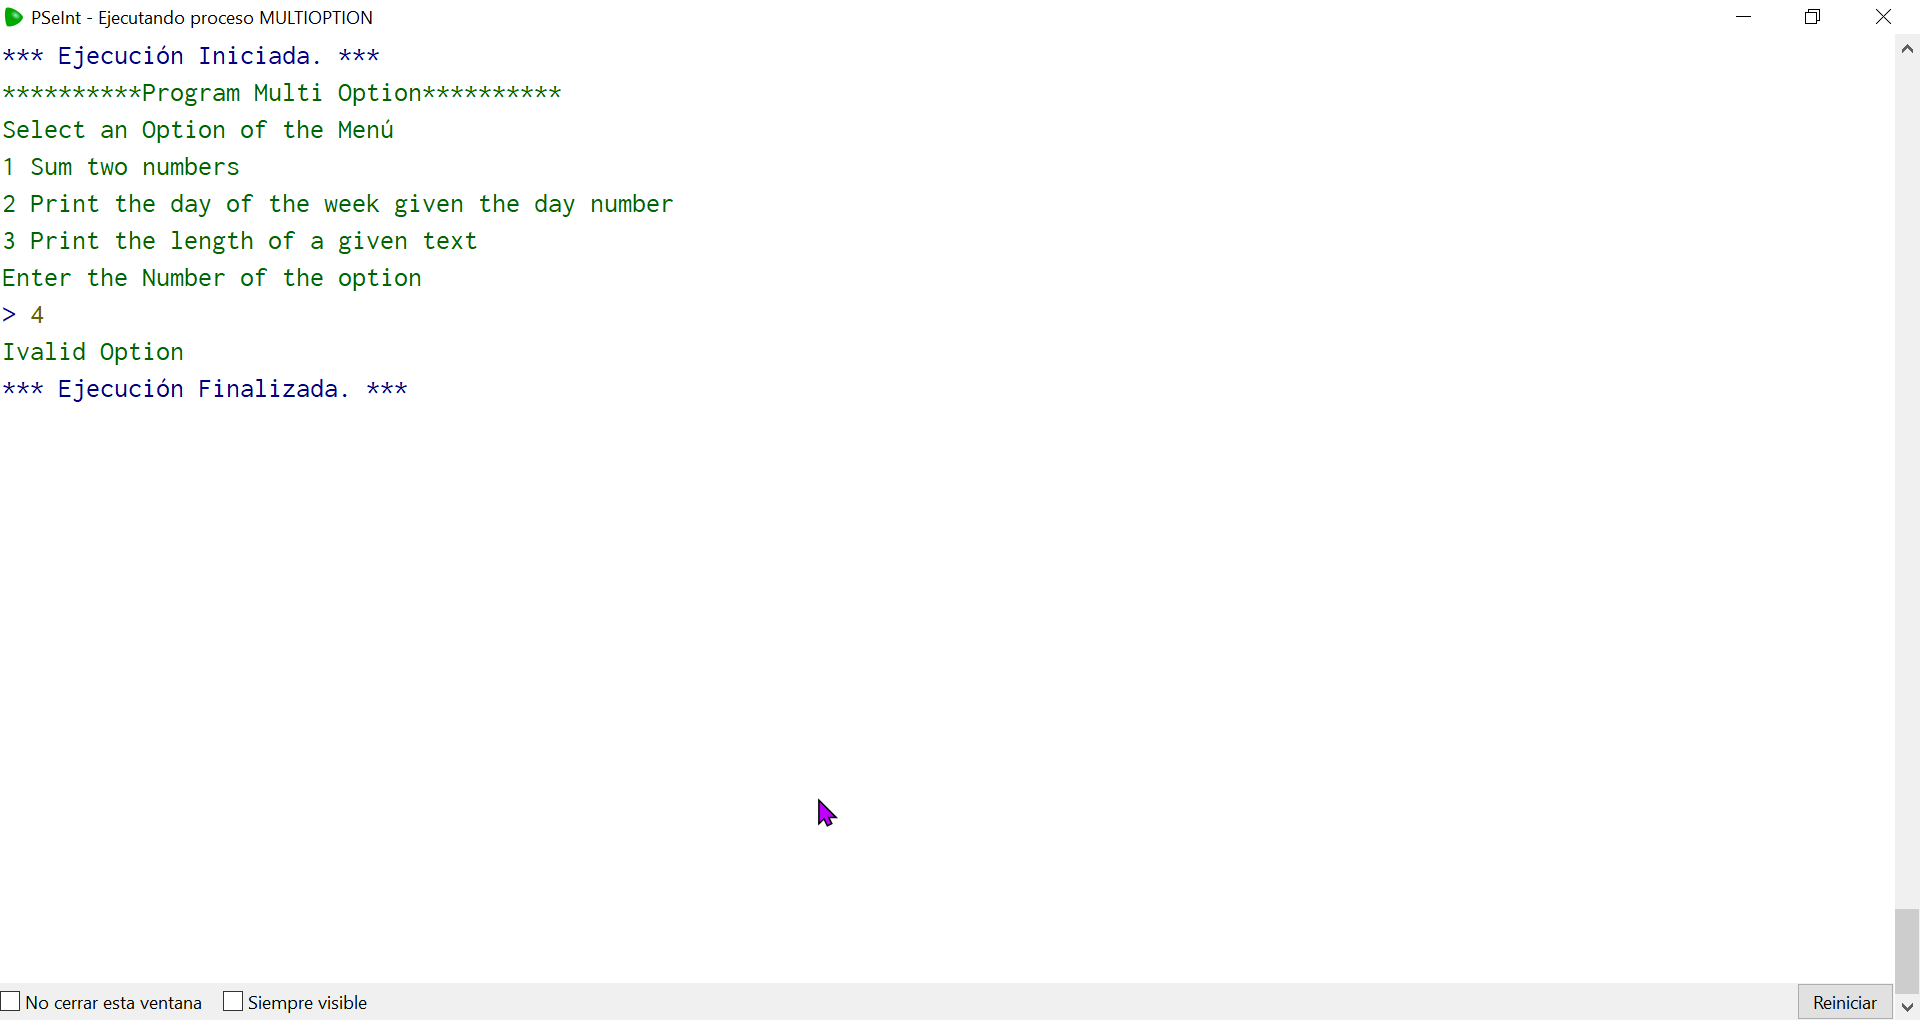 PSeInt - Ejecutando proceso MULTIOPTION
*** Ejecución Iniciada. ***
**********Program Multi Option**********
Select an Option of the Menú
1 Sum two numbers
2 Print the day of the week given the day number
3 Print the length of a given text
Enter the Number of the option
> 4
Ivalid Option
*** Ejecución Finalizada. ***
No cerrar esta ventana Siempre visible Reiniciar